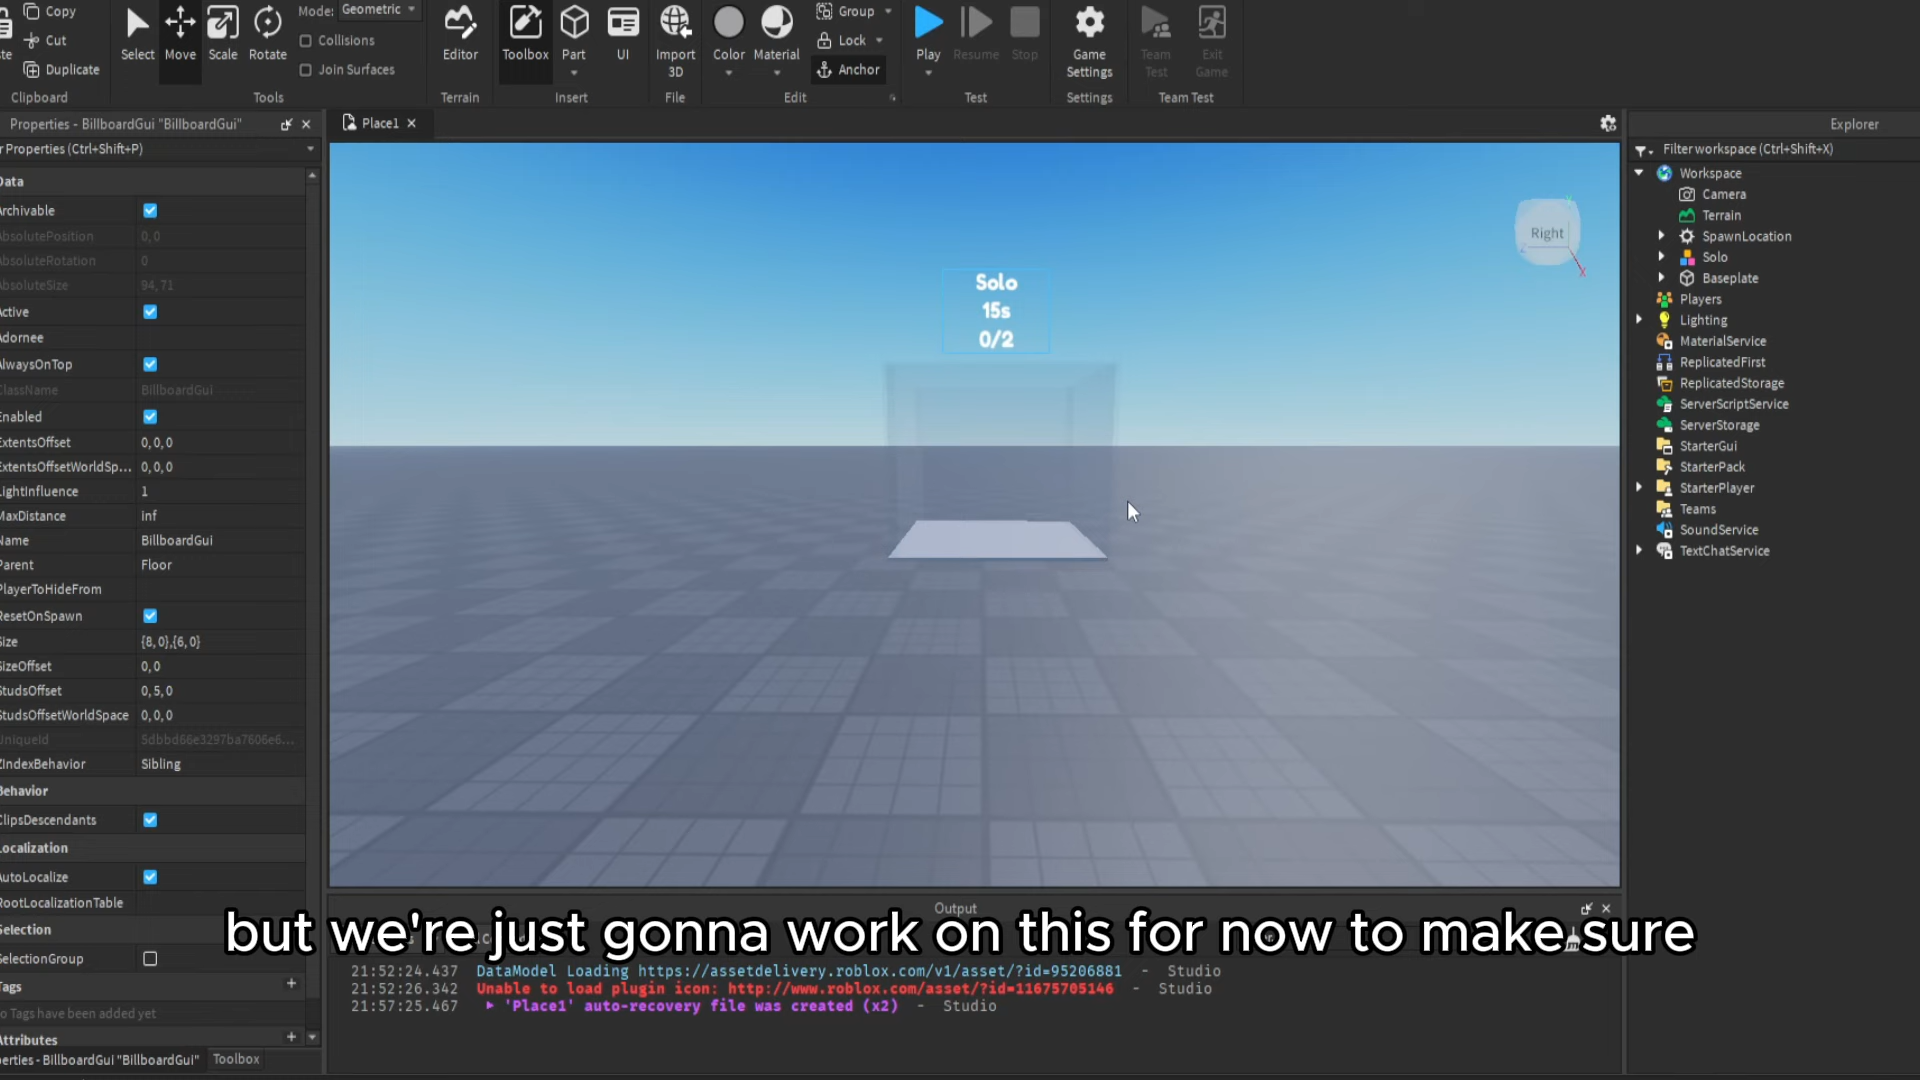 Copy
Cut
Duplicate
Clipboard
Select
Move
Scale
Rotate
Mode:
Geometric
Collisions
Join Surfaces
Tools
Editor
Terrain
Toolbox
Part
UI
Insert
Import
3D
File
Color
Material
Group
Lock
Anchor
Edit
Play
Resume
Stop
Test
Game
Settings
Settings
Team
Test
Exit
Game
Team Test
Properties - BillboardGui "BillboardGui"
r Properties (Ctrl+Shift+P)
Data
Archivable
AbsolutePosition 0, 0
AbsoluteRotation 0
AbsoluteSize 94, 71
Active
Adornee
AlwaysOnTop
ClassName BillboardGui
Enabled
ExtentsOffset 0, 0, 0
ExtentsOffsetWorldSp... 0, 0, 0
LightInfluence 1
MaxDistance inf
Name BillboardGui
Parent Floor
PlayerToHideFrom
ResetOnSpawn
Size {8, 0},{6, 0}
SizeOffset 0, 0
StudsOffset 0, 5, 0
StudsOffsetWorldSpace 0, 0, 0
UniqueId 5dbbd66e3297ba7606e6...
ZIndexBehavior Sibling
Behavior
ClipsDescendants
Localization
AutoLocalize
RootLocalizationTable
Selection
SelectionGroup
Tags
o Tags have been added yet
Attributes
perties - BillboardGui "BillboardGui"
Toolbox
Place1
Solo
15s
0/2
Right
X
Explorer
Filter workspace (Ctrl+Shift+X)
Workspace
Camera
Terrain
SpawnLocation
Solo
Baseplate
Players
Lighting
MaterialService
ReplicatedFirst
ReplicatedStorage
ServerScriptService
ServerStorage
StarterGui
StarterPack
StarterPlayer
Teams
SoundService
TextChatService
Output
but we're just gonna work on this for now to make sure
21:52:24.437 DataModel Loading https://assetdelivery.roblox.com/v1/asset/?id=95206881 - Studio
21:52:26.342 Unable to load plugin icon: http://www.roblox.com/asset/?id=11675705146 - Studio
21:57:25.467 'Place1' auto-recovery file was created (x2) - Studio